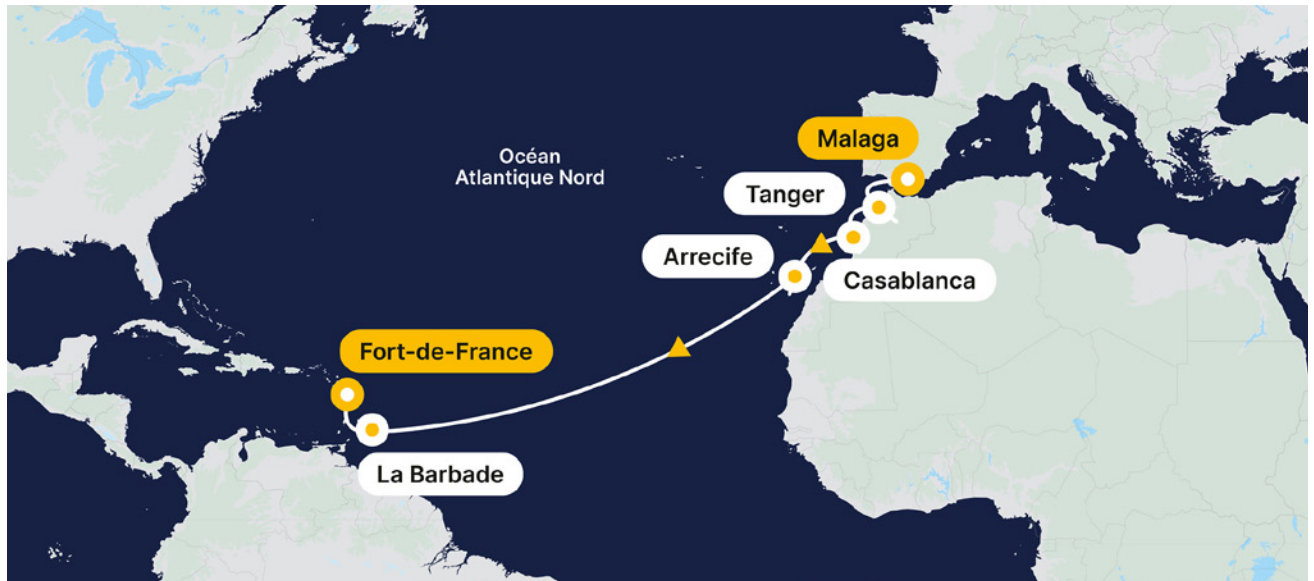 Malaga
Océan
Atlantique Nord
Tanger
Arrecife
Casablanca
Fort-de-France
La Barbade